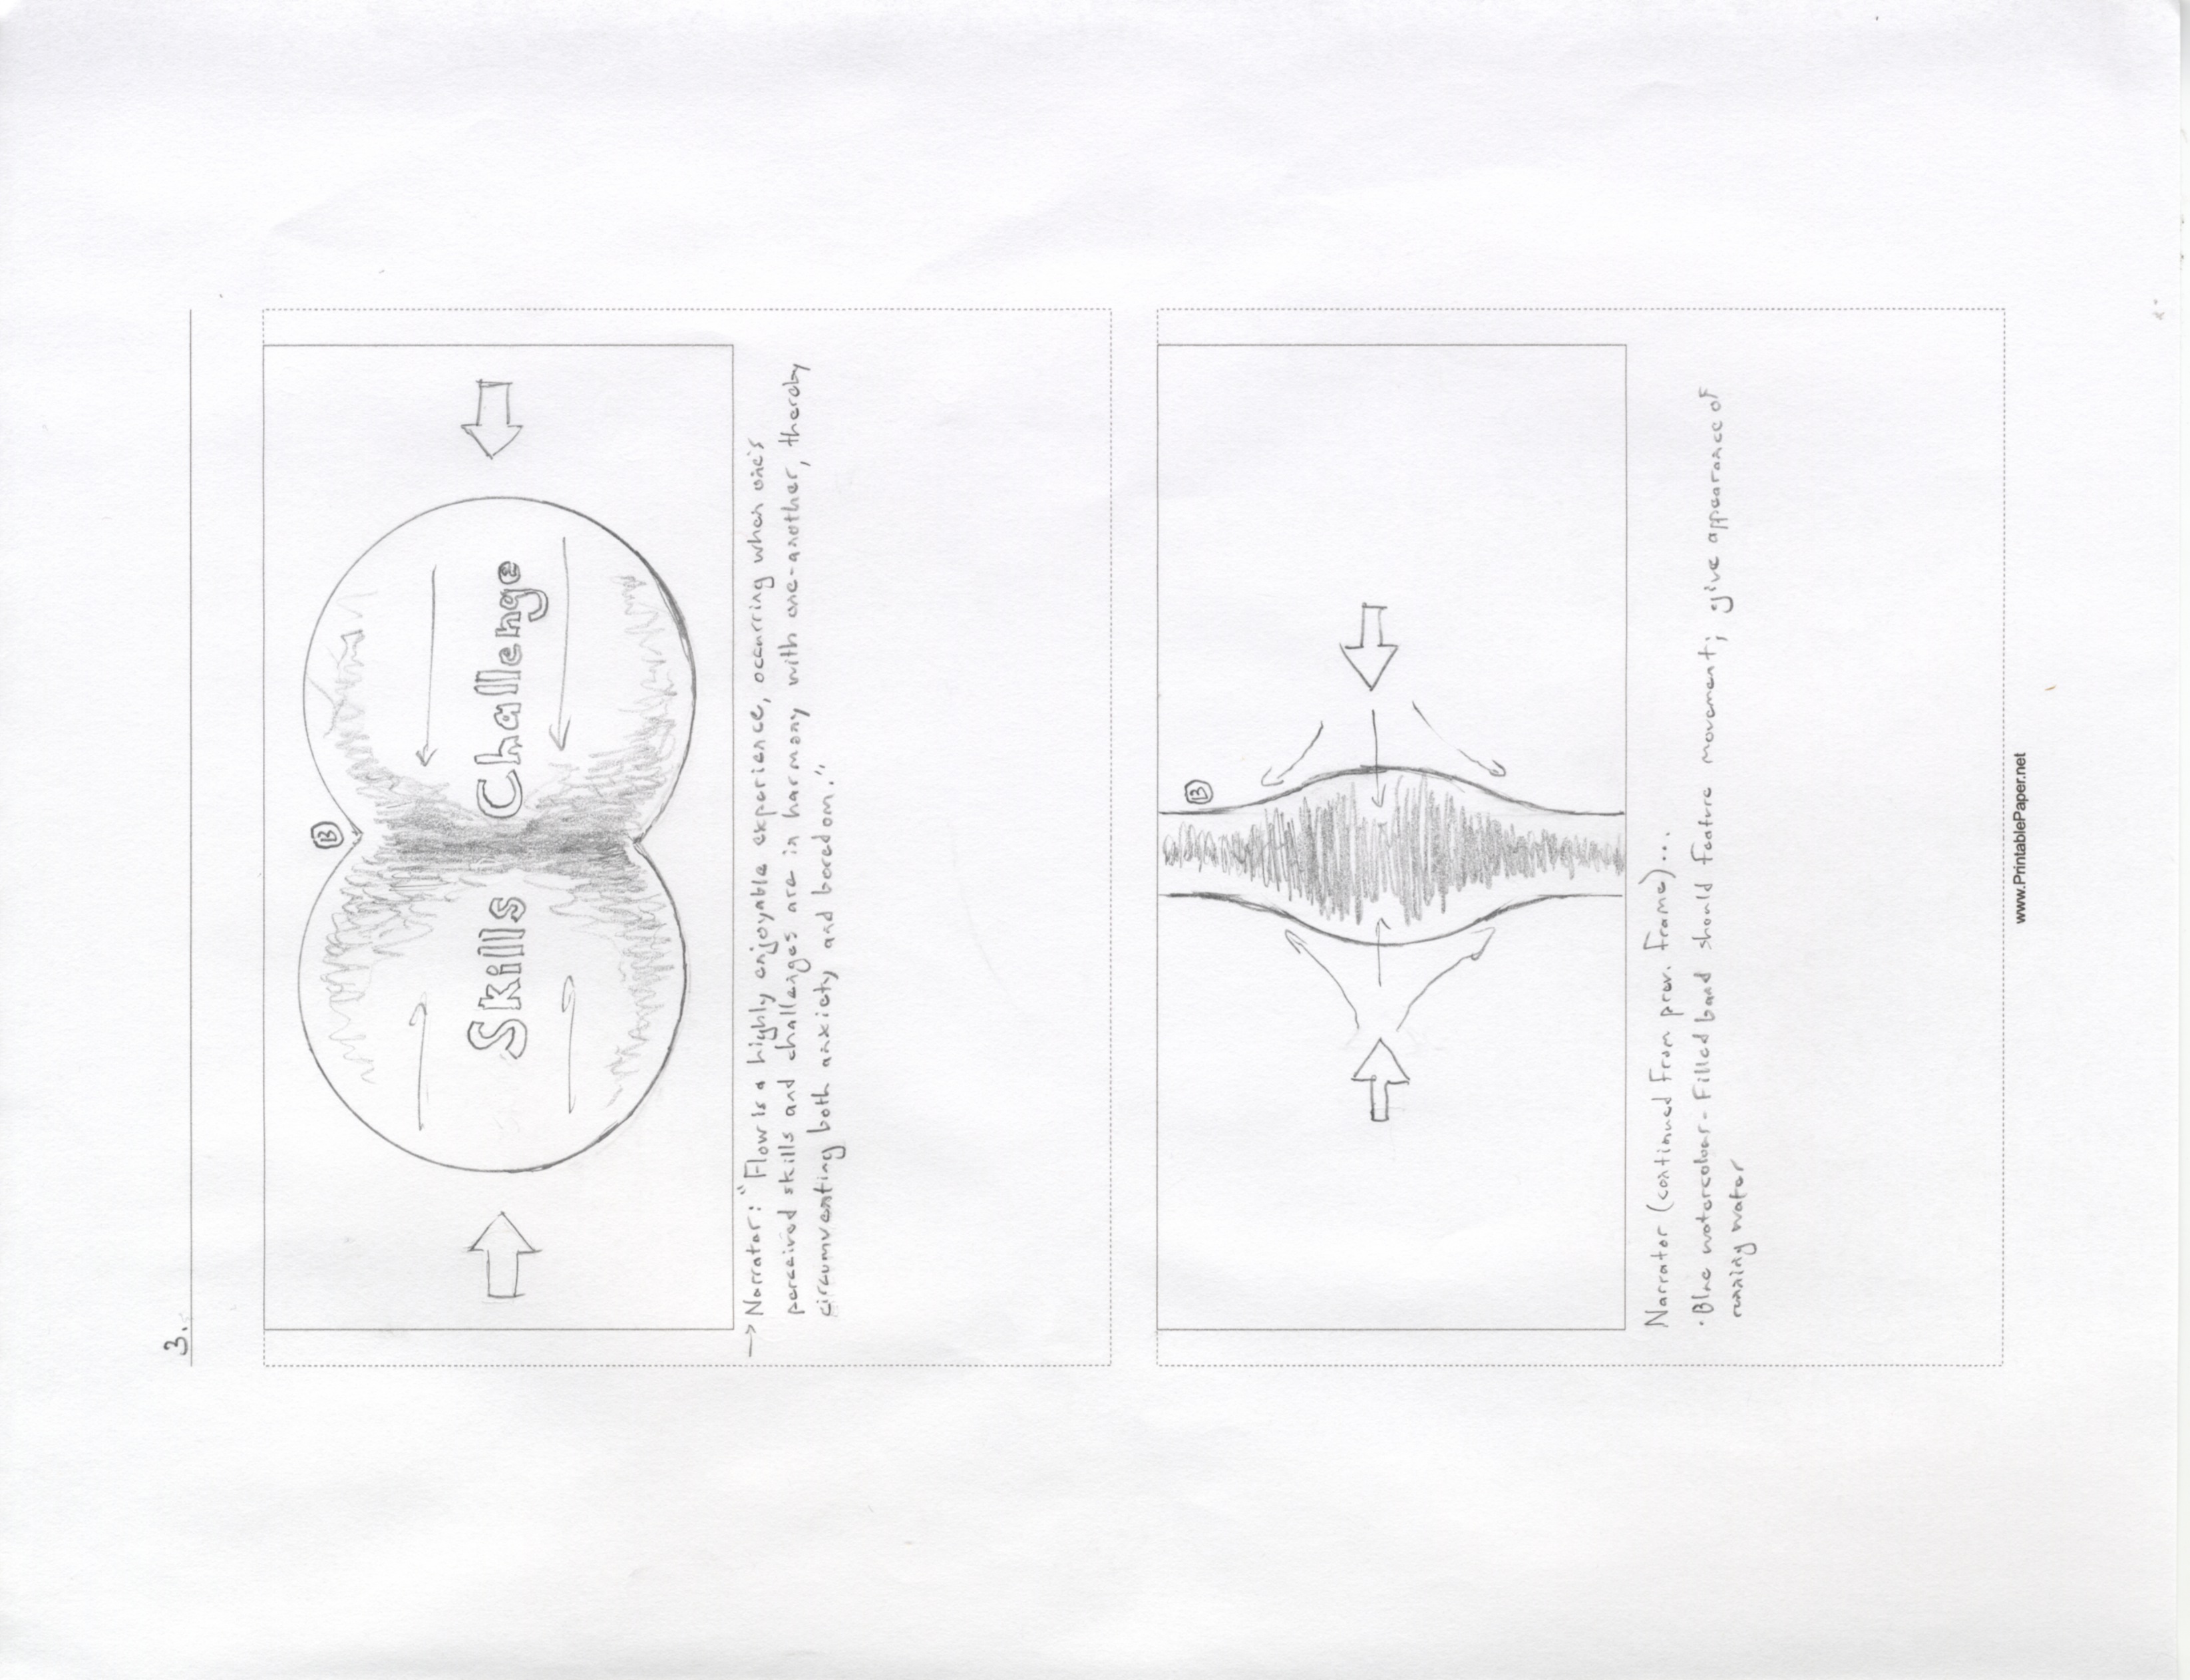 3.
B
Skills
Challenge
→ Narrator: "Flow is a highly enjoyable experience, occurring when one's
perceived skills and challenges are in harmony with one-another, thereby
circumventing both anxiety and boredom."
B
Narrator (continued from prev. frame)...
• Blue watercolour-filled band should feature movement; give appearance of
running water
www.PrintablePaper.net